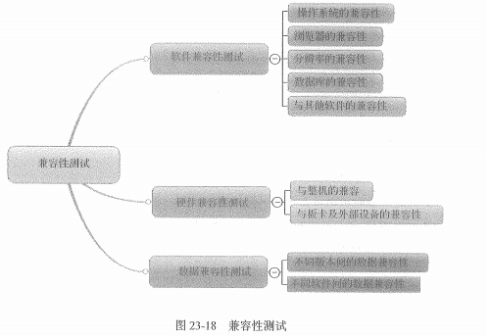 软件兼容性测试
操作系统的兼容性
浏览器的兼容性
分辨率的兼容性
数据库的兼容性
与其他软件的兼容性
兼容性测试
硬件兼容性测试
与整机的兼容
与板卡及外部设备的兼容性
数据兼容性测试
不同版本间的数据兼容性
不同软件间的数据兼容性
图 23-18 兼容性测试